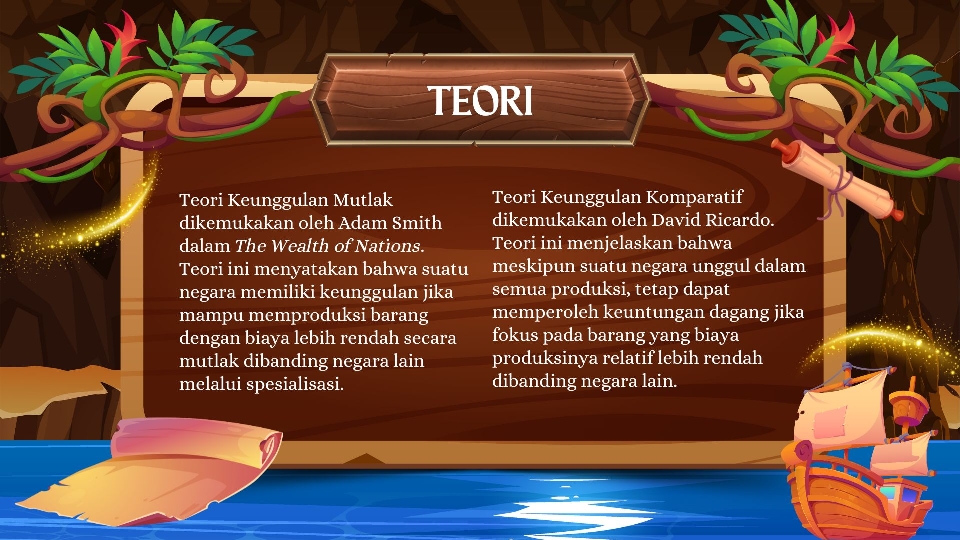 TEORI
Teori Keunggulan Mutlak
dikemukakan oleh Adam Smith
dalam The Wealth of Nations.
Teori ini menyatakan bahwa suatu
negara memiliki keunggulan jika
mampu memproduksi barang
dengan biaya lebih rendah secara
mutlak dibanding negara lain
melalui spesialisasi.
Teori Keunggulan Komparatif
dikemukakan oleh David Ricardo.
Teori ini menjelaskan bahwa
meskipun suatu negara unggul dalam
semua produksi, tetap dapat
memperoleh keuntungan dagang jika
fokus pada barang yang biaya
produksinya relatif lebih rendah
dibanding negara lain.